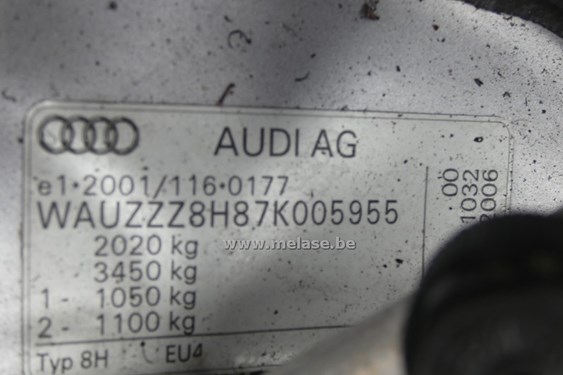 AUDI AG
e1*2001/116*0177
WAUZZZ8H87K005955
2020 kg
3450 kg
1 - 1050 kg
2 - 1100 kg
Typ 8H EU4
00
1032
2006
www.melase.be